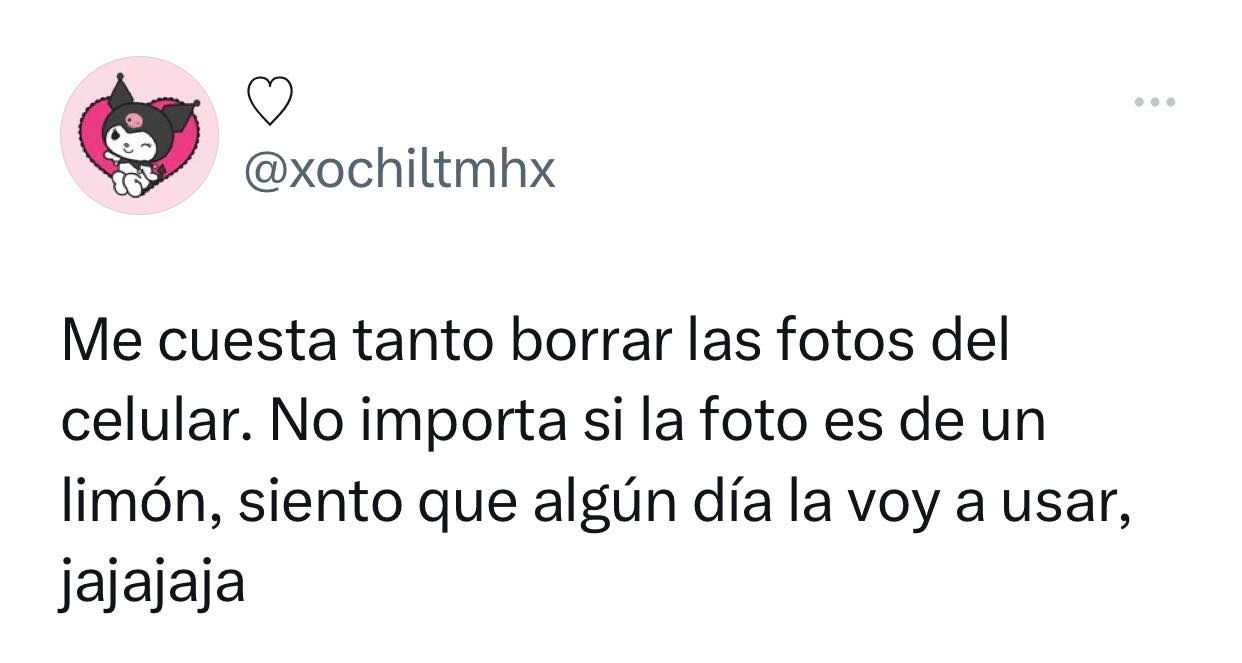 ♡
@xochiltmhx
Me cuesta tanto borrar las fotos del
celular. No importa si la foto es de un
limón, siento que algún día la voy a usar,
jajajaja